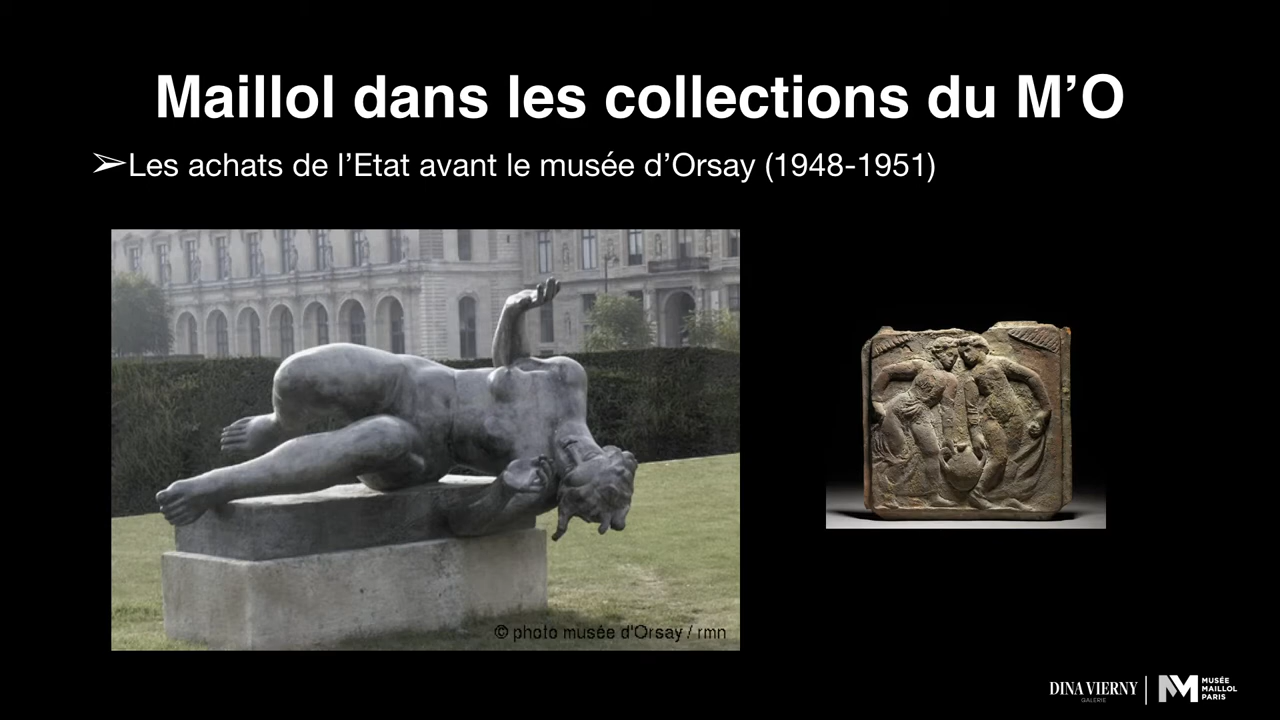 Maillol dans les collections du M’O
➢Les achats de l’Etat avant le musée d’Orsay (1948-1951)
© photo musée d'Orsay / rmn
DINA VIERNY
GALERIE
MUSÉE
MAILLOL
PARIS